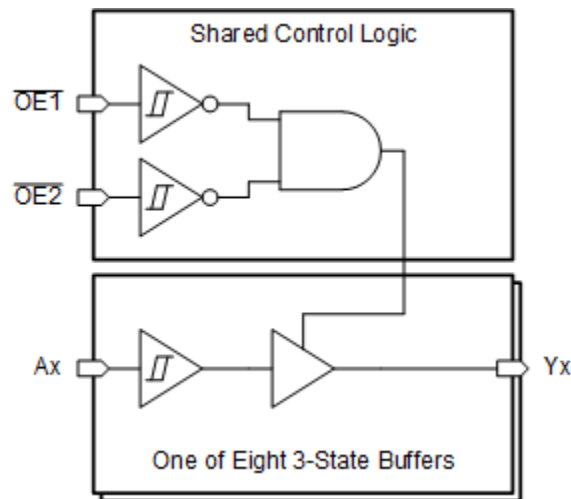 Shared Control Logic
OE1
OE2
Ax
Yx
One of Eight 3-State Buffers